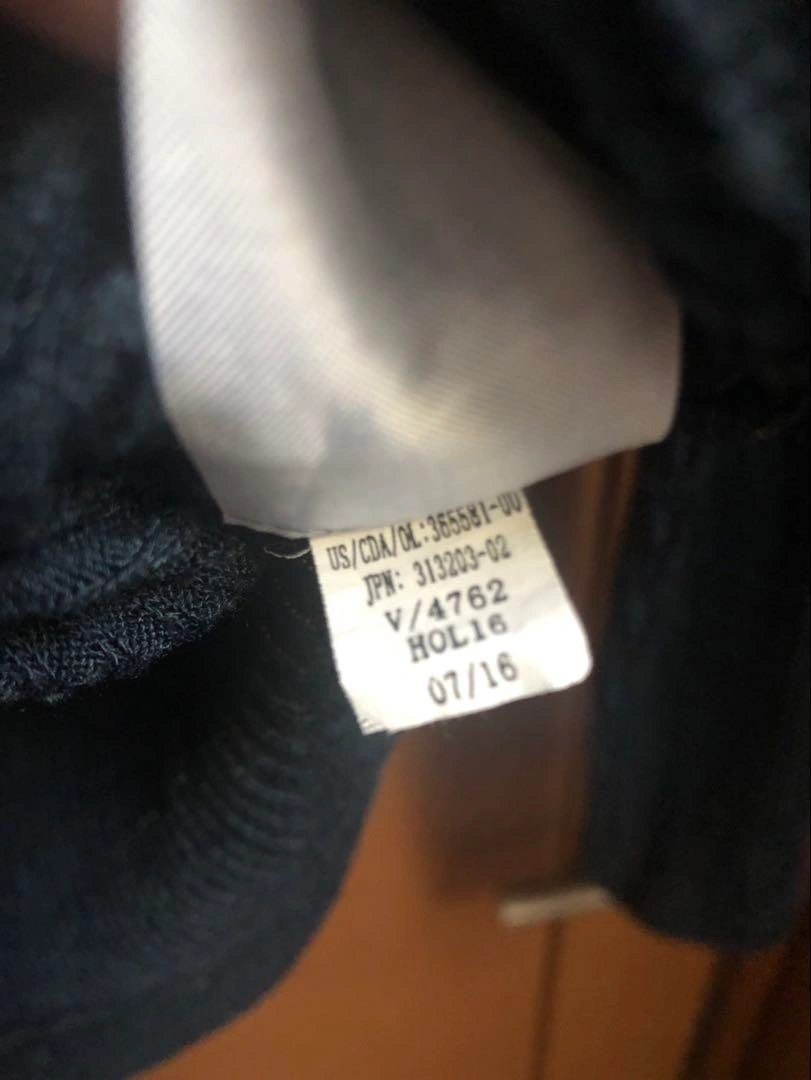 US/CDA/OL:365581-00
JPN: 313203-02
V/4762
HOL16
07/16